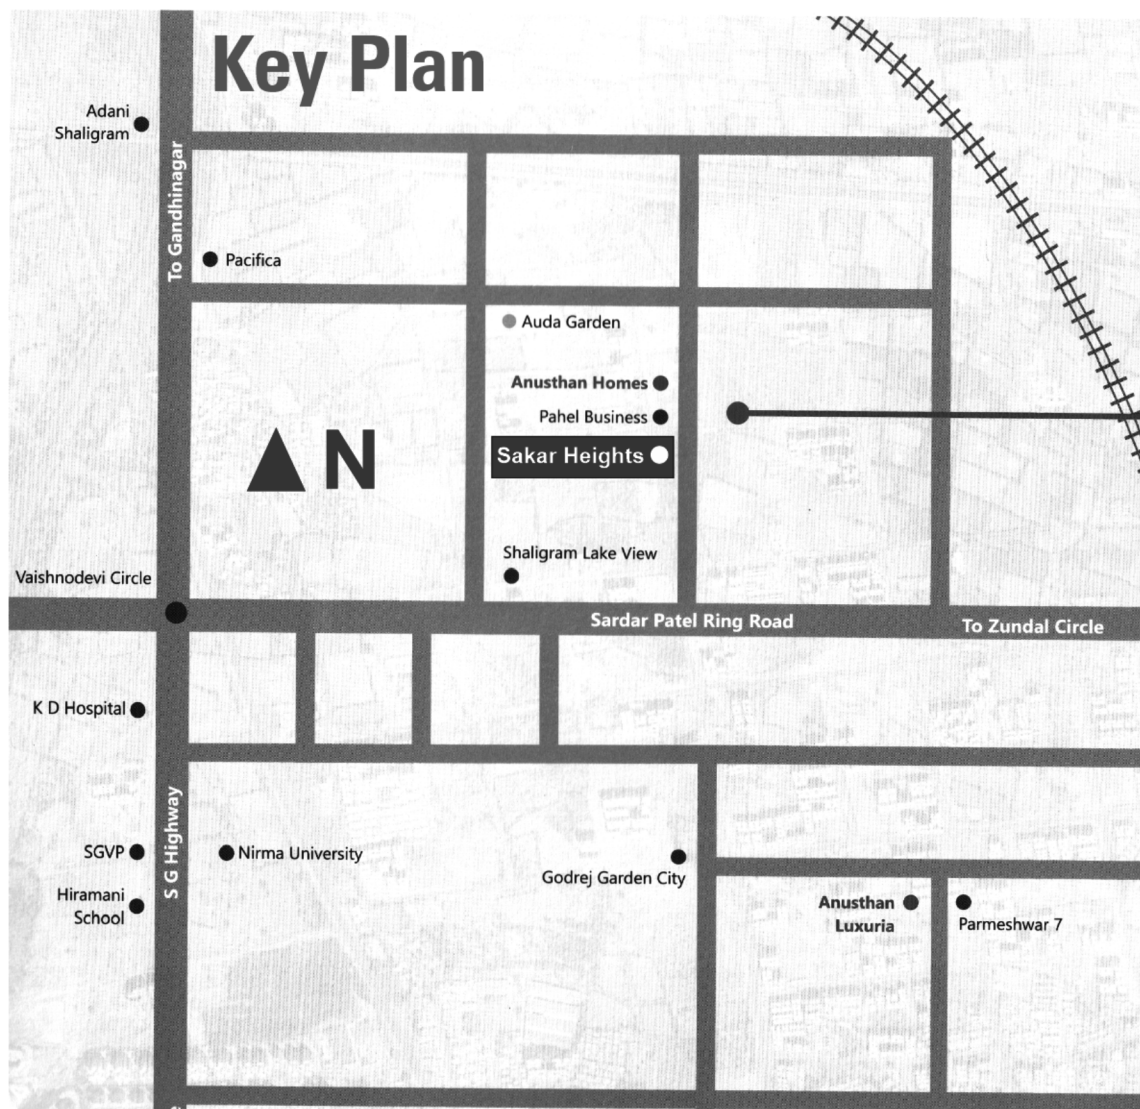 Key Plan
Adani
Shaligram
To Gandhinagar
Pacifica
Auda Garden
Anusthan Homes
Pahel Business
Sakar Heights
N
Shaligram Lake View
Vaishnodevi Circle
Sardar Patel Ring Road
To Zundal Circle
K D Hospital
S G Highway
SGVP
Nirma University
Godrej Garden City
Hiramani
School
Anusthan
Luxuria
Parmeshwar 7